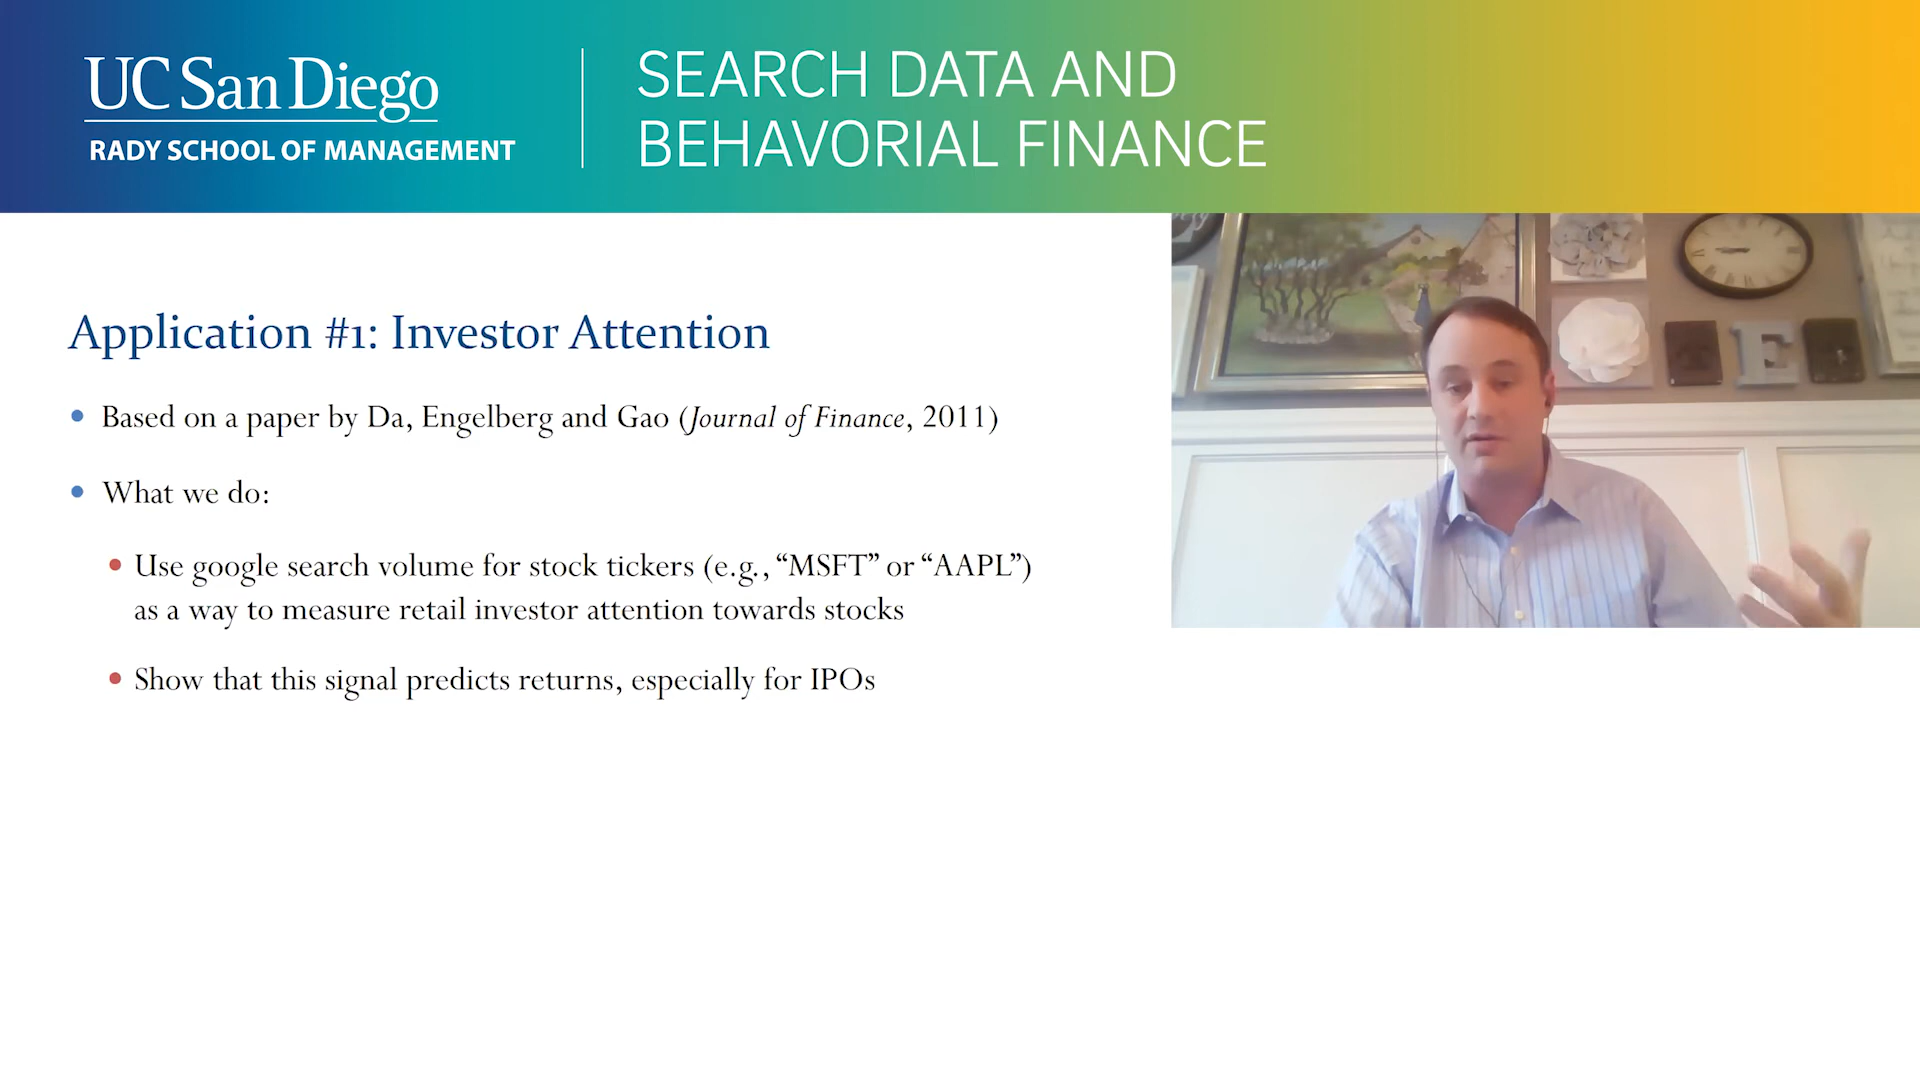 UC San Diego
RADY SCHOOL OF MANAGEMENT
SEARCH DATA AND
BEHAVORIAL FINANCE
Application #1: Investor Attention
• Based on a paper by Da, Engelberg and Gao (Journal of Finance, 2011)
• What we do:
• Use google search volume for stock tickers (e.g., “MSFT” or “AAPL”)
as a way to measure retail investor attention towards stocks
• Show that this signal predicts returns, especially for IPOs
E